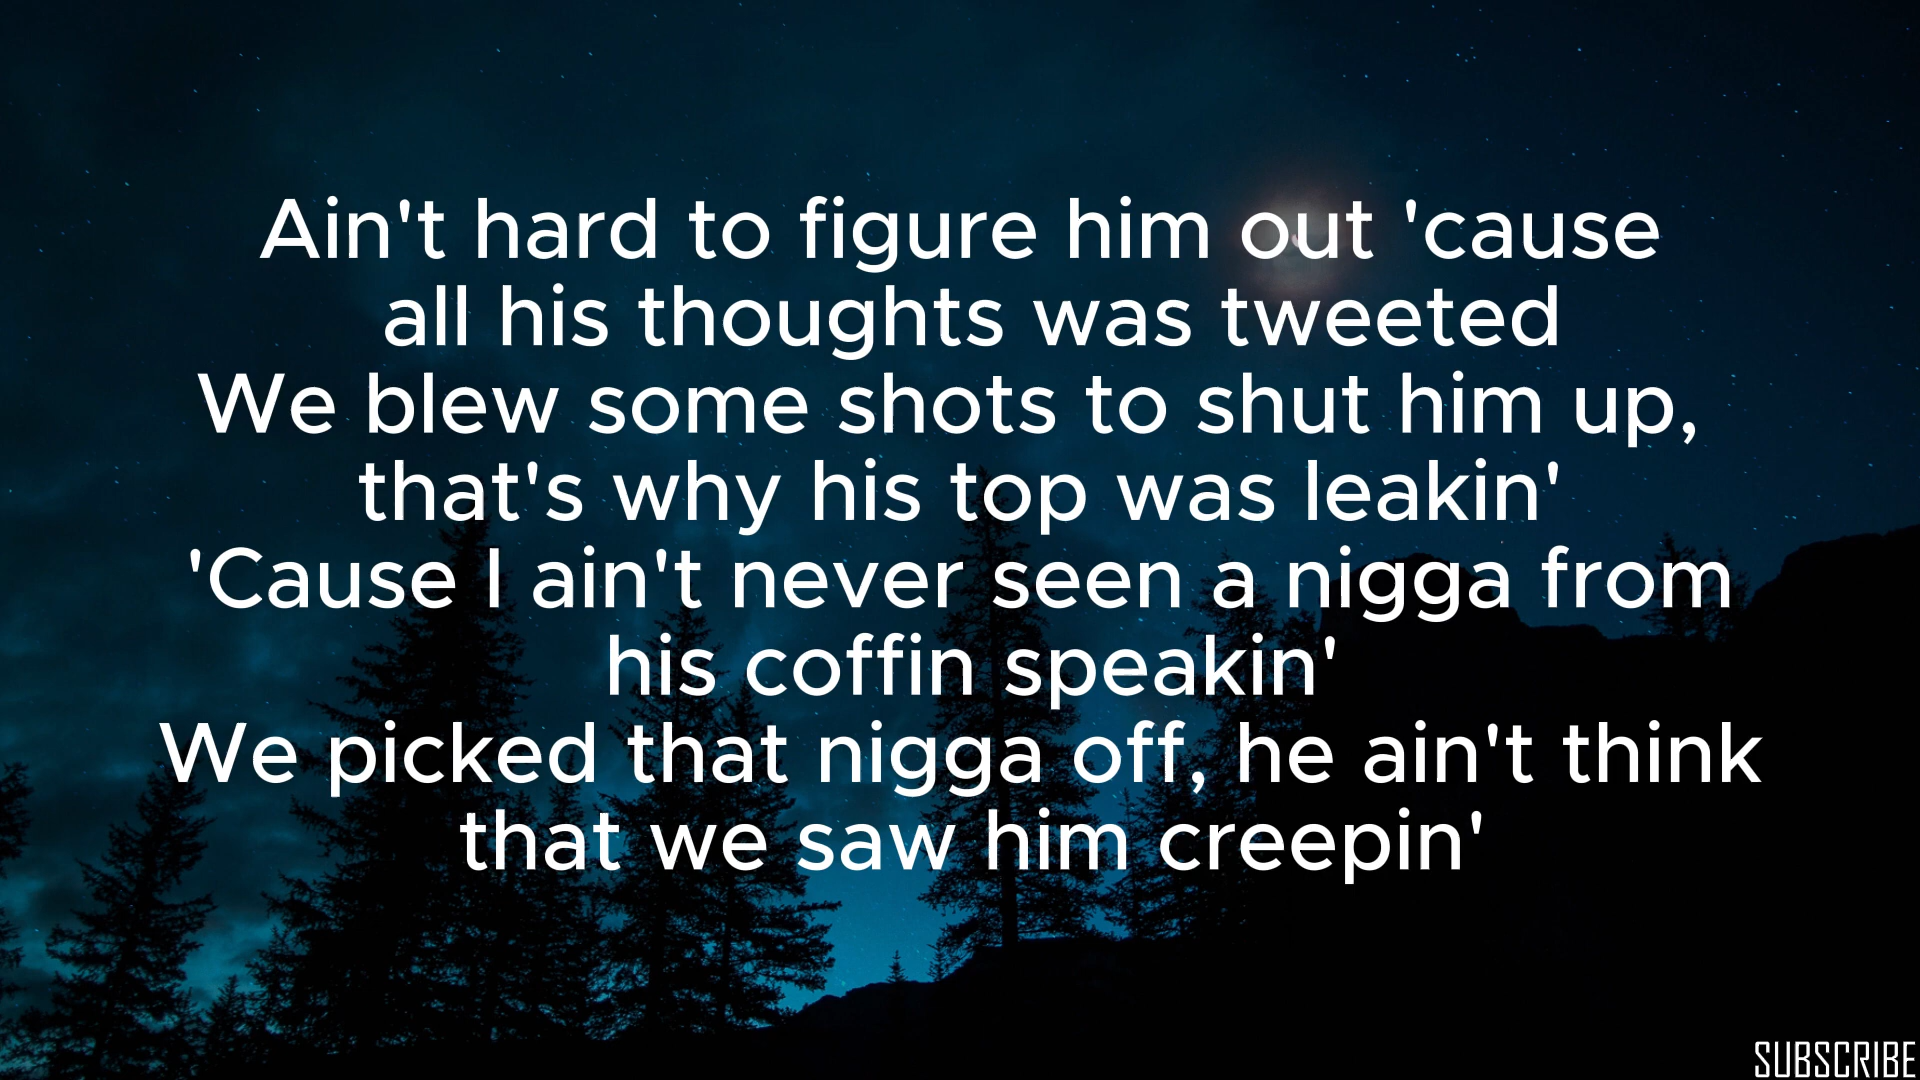 Ain't hard to figure him out 'cause
all his thoughts was tweeted
We blew some shots to shut him up,
that's why his top was leakin'
'Cause I ain't never seen a nigga from
his coffin speakin'
We picked that nigga off, he ain't think
that we saw him creepin'
SUBSCRIBE